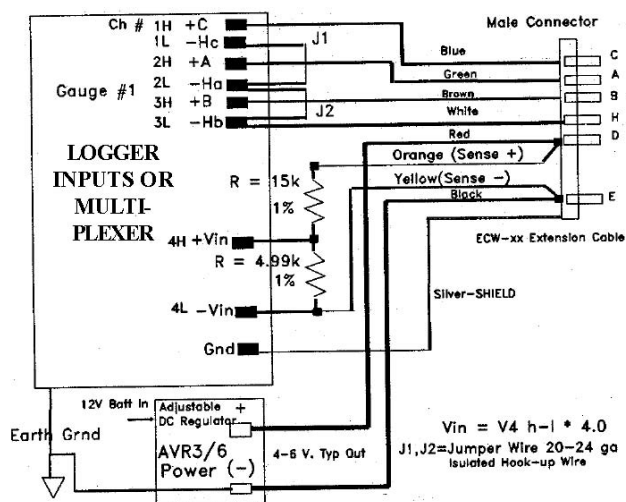 Ch # 1H +C
1L -Hc
J1
2H +A
Gauge #1
2L -Ha
3H +B
J2
3L -Hb
LOGGER
INPUTS OR
MULTI-
PLEXER
Male Connector
Blue
C
Green
A
Brown
B
White
H
Red
D
Orange (Sense +)
R = 15k
1%
Yellow(Sense -)
Black
E
4H +Vin
R = 4.99k
1%
ECW-xx Extension Cable
Silver-SHIELD
4L -Vin
Gnd
12V Batt In
Adjustable +
DC Regulator
Earth Grnd
AVR3/6
Power (-)
4-6 V. Typ Out
Vin = V4 h-l * 4.0
J1,J2=Jumper Wire 20-24 ga
Isulated Hook-up Wire